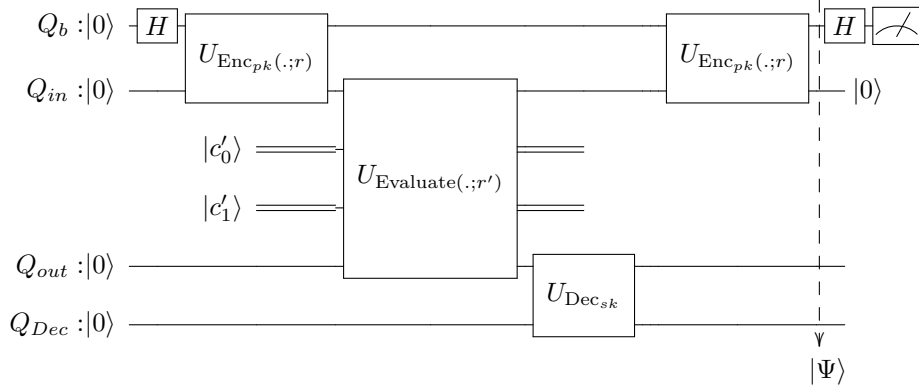 Q_b :|0⟩ H U_{Enc_{pk}(.;r)} U_{Enc_{pk}(.;r)} H
Q_{in} :|0⟩ |0⟩
|c'_0⟩ U_{Evaluate(.;r')}
|c'_1⟩
Q_{out} :|0⟩ U_{Dec_{sk}}
Q_{Dec} :|0⟩
|Ψ⟩